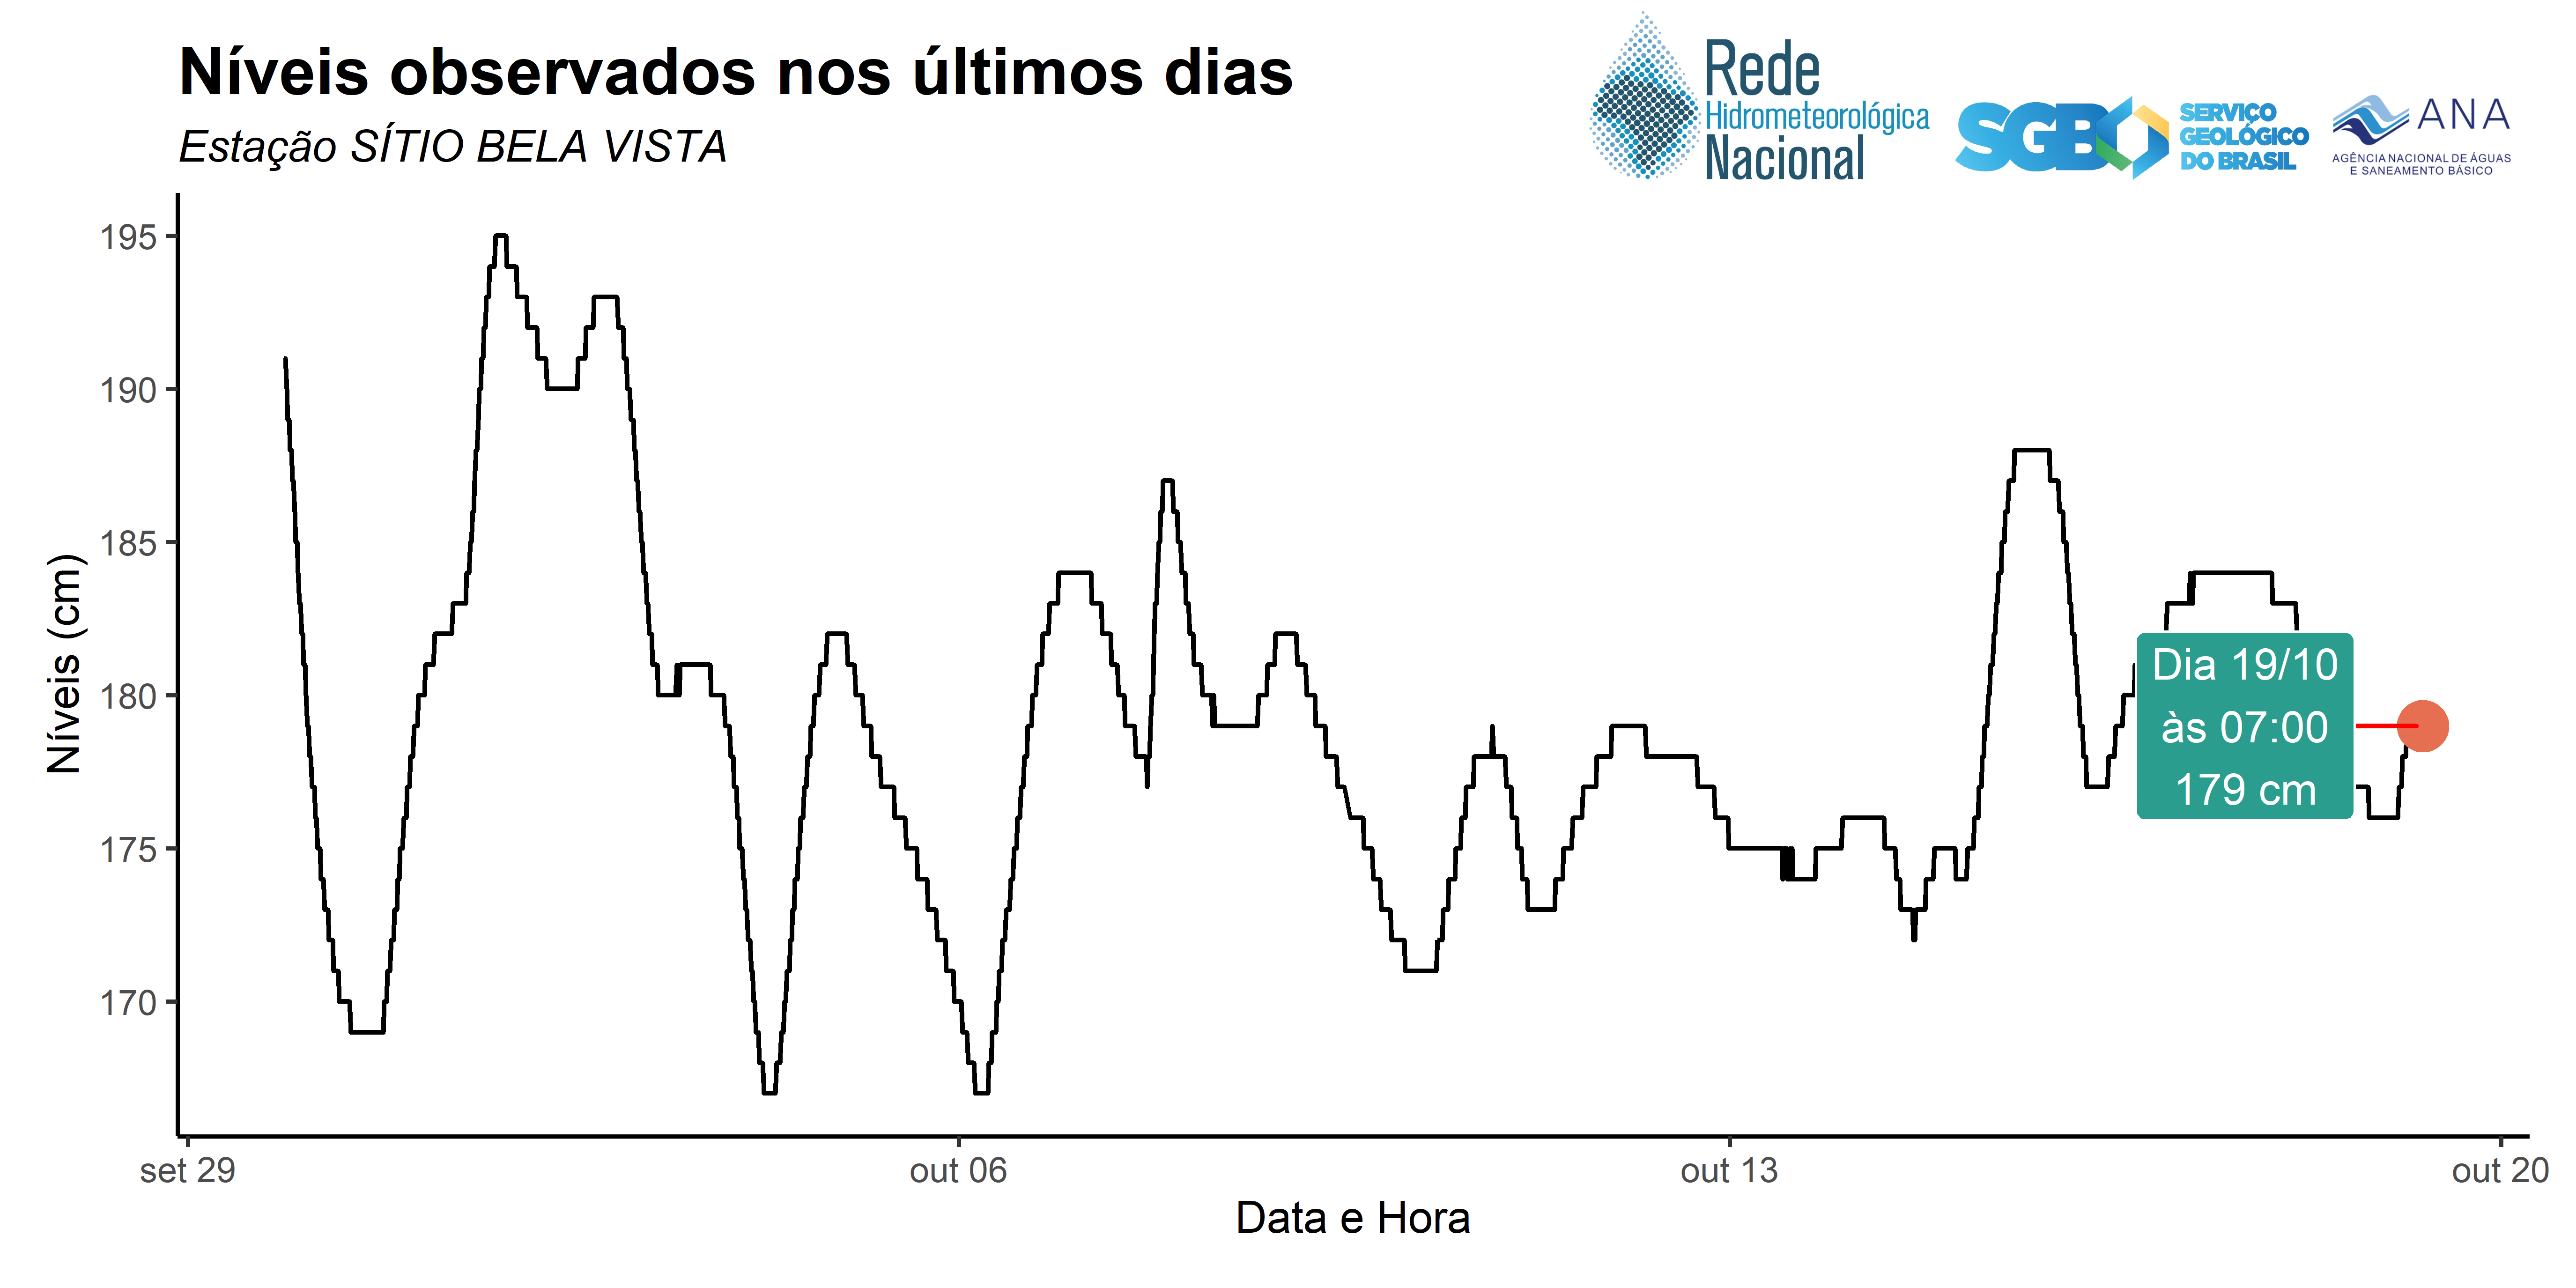 Níveis observados nos últimos dias
Estação SÍTIO BELA VISTA
Rede
Hidrometeorológica
Nacional
SGB
SERVIÇO
GEOLÓGICO
DO BRASIL
ANA
AGÊNCIA NACIONAL DE ÁGUAS
E SANEAMENTO BÁSICO
Níveis (cm)
195
190
185
180
175
170
Dia 19/10
às 07:00
179 cm
set 29
out 06
out 13
out 20
Data e Hora